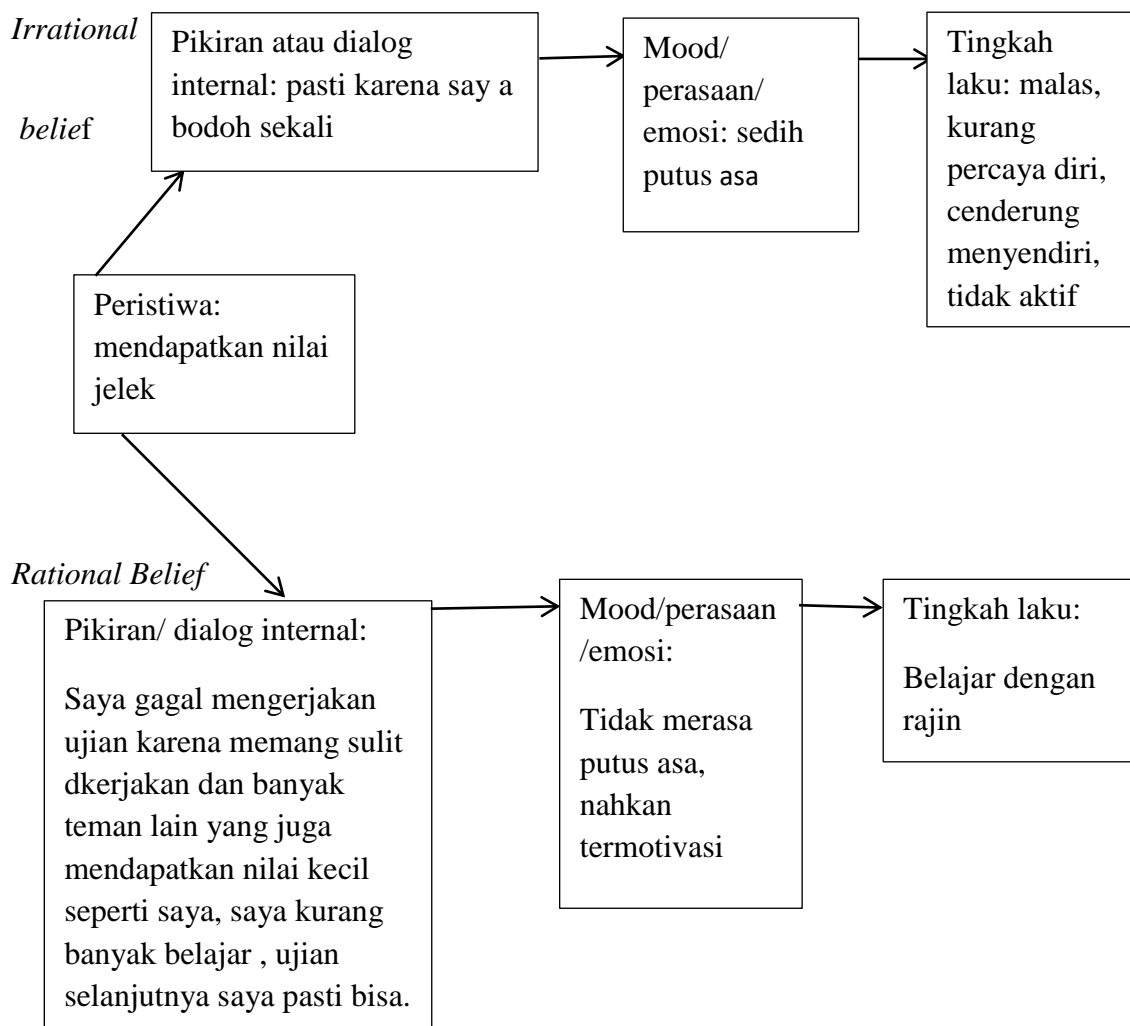 Irrational
belief
Pikiran atau dialog
internal: pasti karena say a
bodoh sekali
Mood/
perasaan/
emosi: sedih
putus asa
Tingkah
laku: malas,
kurang
percaya diri,
cenderung
menyendiri,
tidak aktif
Peristiwa:
mendapatkan nilai
jelek
Rational Belief
Pikiran/ dialog internal:
Saya gagal mengerjakan
ujian karena memang sulit
dkerjakan dan banyak
teman lain yang juga
mendapatkan nilai kecil
seperti saya, saya kurang
banyak belajar , ujian
selanjutnya saya pasti bisa.
Mood/perasaan
/emosi:
Tidak merasa
putus asa,
nahkan
termotivasi
Tingkah laku:
Belajar dengan
rajin